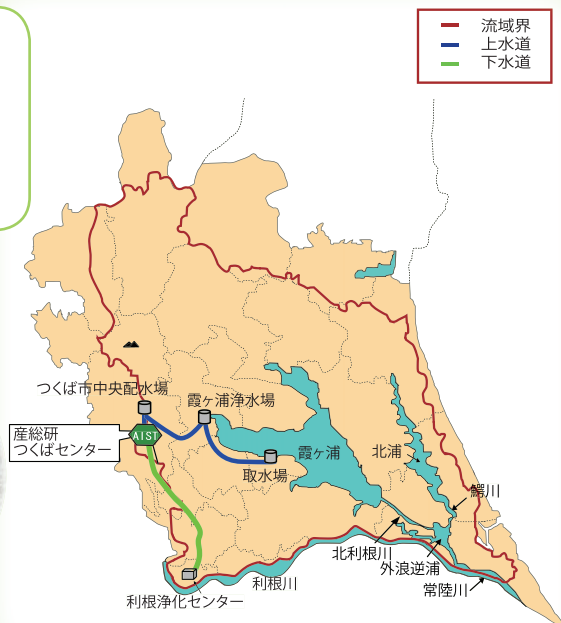 流域界
上水道
下水道
つくば市中央配水場
霞ヶ浦浄水場
産総研
つくばセンター
AIST
霞ヶ浦
北浦
取水場
鰐川
北利根川
外浪逆浦
利根川
常陸川
利根浄化センター